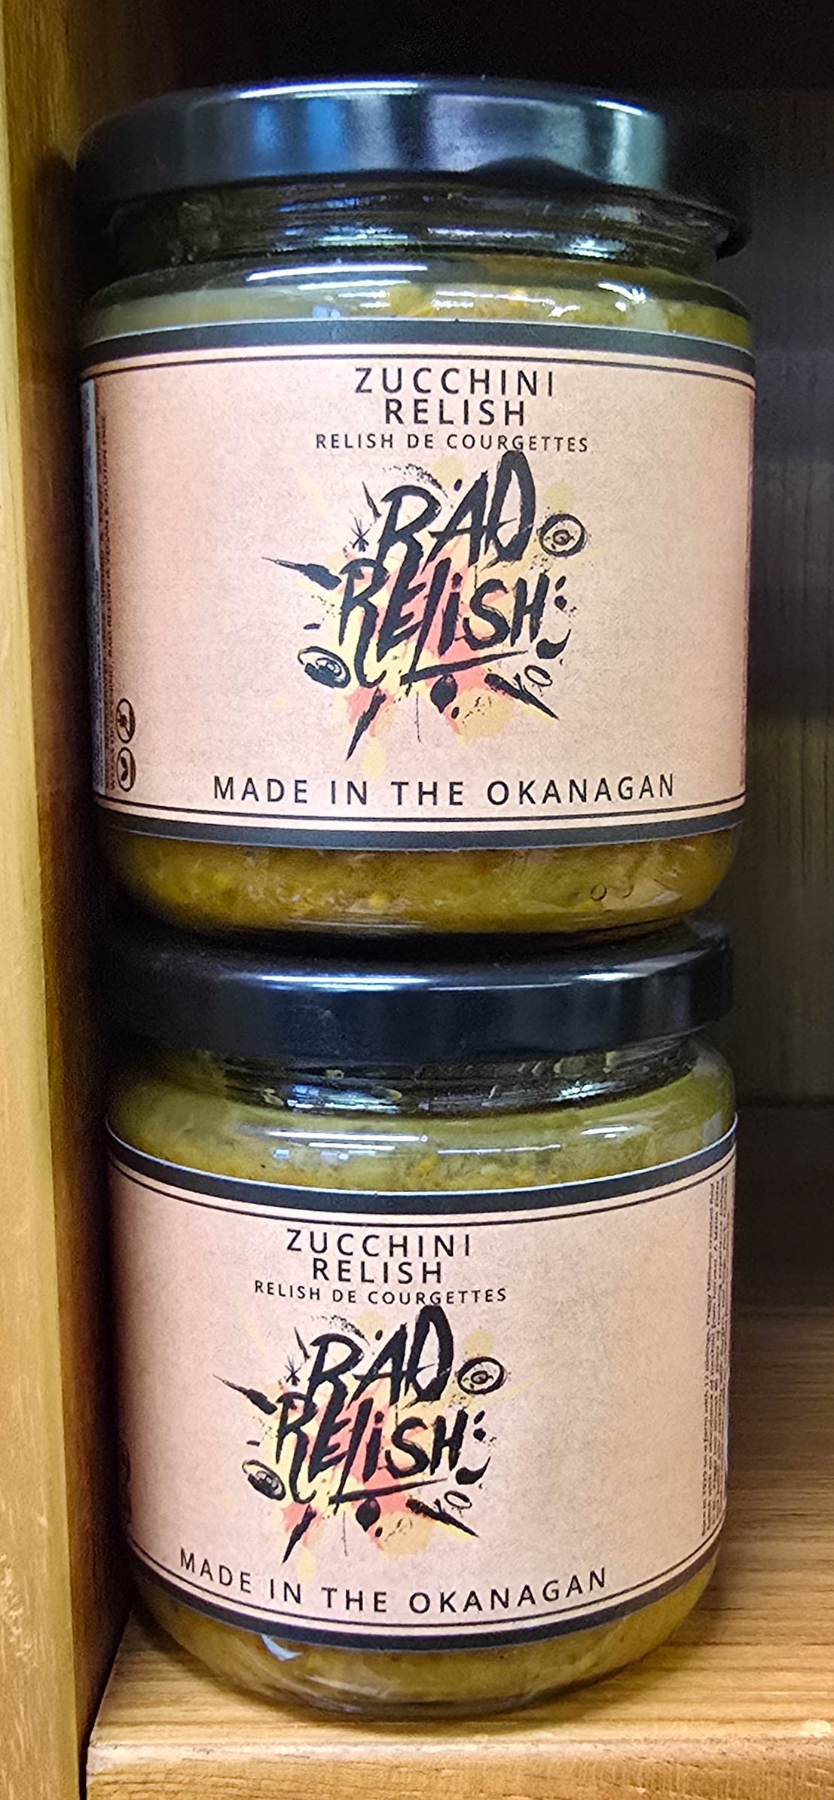 ZUCCHINI
RELISH
RELISH DE COURGETTES
RAD
RELISH
MADE IN THE OKANAGAN
ZUCCHINI
RELISH
RELISH DE COURGETTES
RAD
RELISH
MADE IN THE OKANAGAN